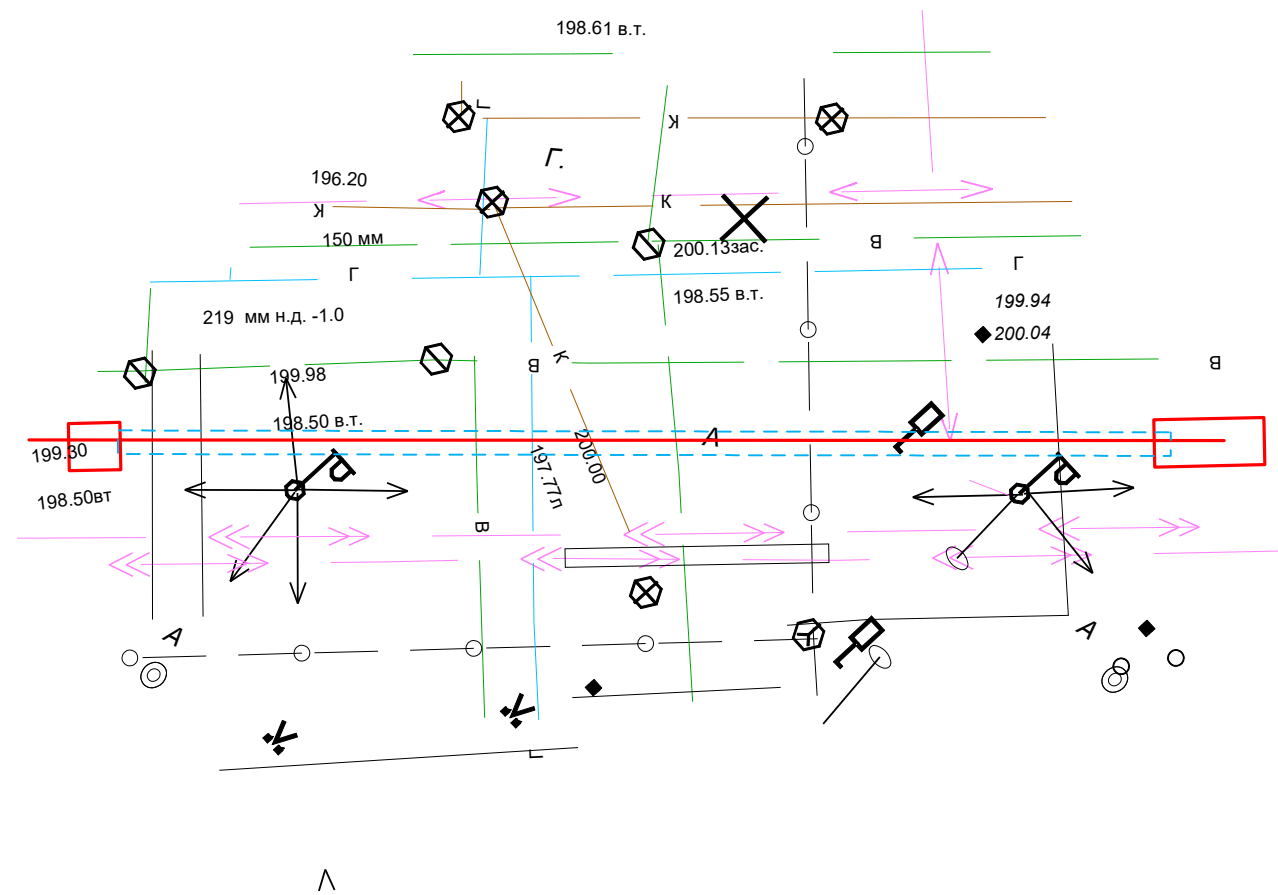 198.61 в.т.
Г
К
Г.
196.20
К
К
150 мм
200.13зас.
В
Г
Г
198.55 в.т.
199.94
200.04
219 мм н.д. -1.0
К
В
В
199.98
198.50 в.т.
А
199.30
200.00
197.77л
198.50вт
В
А
А
Г